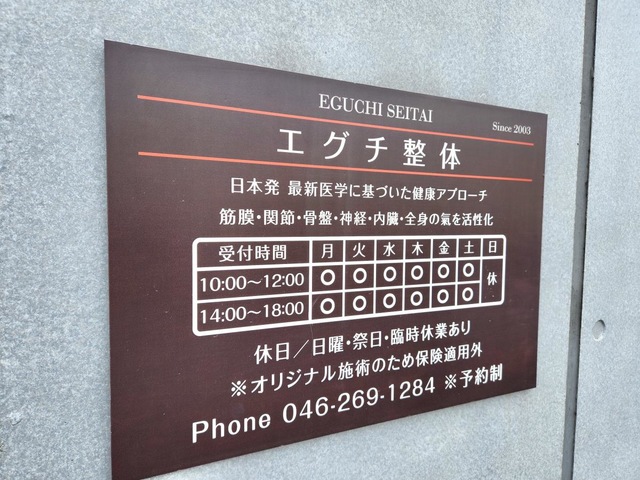 EGUCHI SEITAI
Since 2003
エグチ整体
日本発 最新医学に基づいた健康アプローチ
筋膜・関節・骨盤・神経・内臓・全身の氣を活性化
受付時間 月 火 水 木 金 土 日
10:00〜12:00 ○ ○ ○ ○ ○ ○ 休
14:00〜18:00 ○ ○ ○ ○ ○ ○
休日／日曜・祭日・臨時休業あり
※オリジナル施術のため保険適用外
Phone 046-269-1284 ※予約制